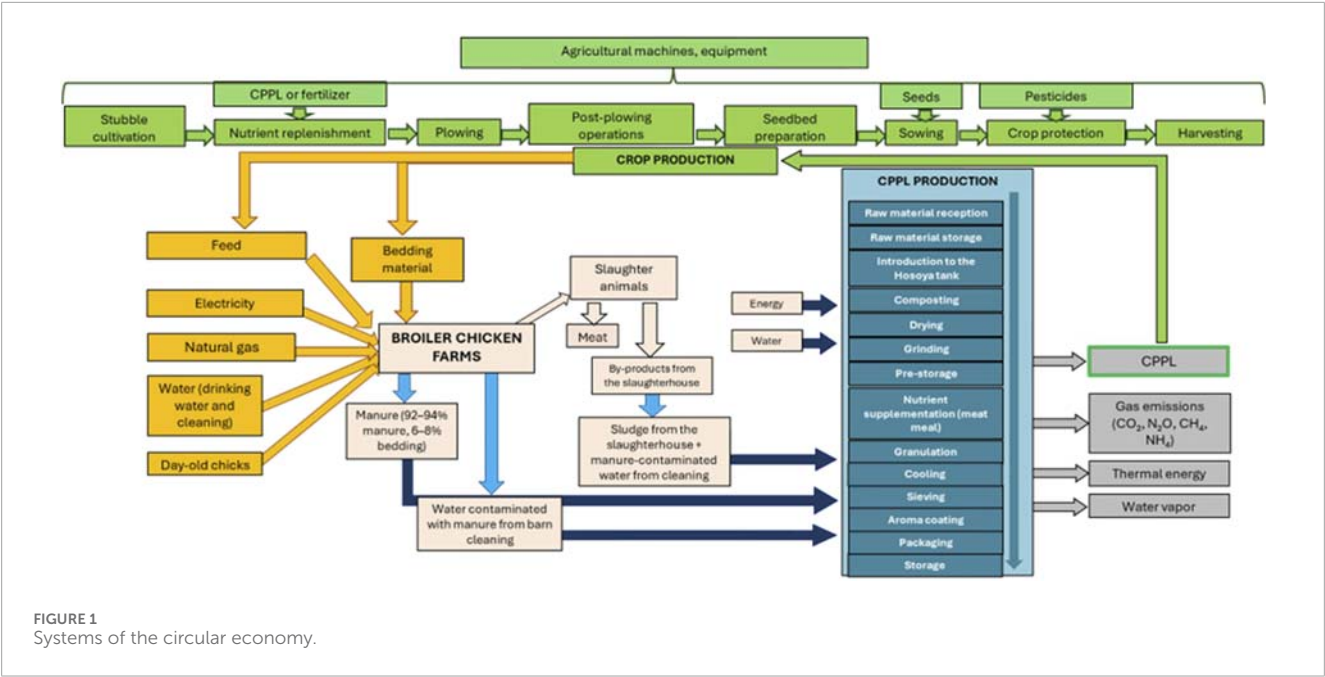 Agricultural machines, equipment
CPPL or fertilizer
Seeds
Pesticides
Stubble
cultivation
Nutrient replenishment
Plowing
Post-plowing
operations
Seedbed
preparation
Sowing
Crop protection
Harvesting
CROP PRODUCTION
Feed
Bedding
material
Electricity
Natural gas
Water (drinking
water and
cleaning)
Day-old chicks
BROILER CHICKEN
FARMS
Slaughter
animals
Meat
By-products from
the slaughterhouse
Manure (92–94%
manure, 6–8%
bedding)
Sludge from the
slaughterhouse +
manure-contaminated
water from cleaning
Water contaminated
with manure from barn
cleaning
Energy
Water
CPPL PRODUCTION
Raw material reception
Raw material storage
Introduction to the
Hosoya tank
Composting
Drying
Grinding
Pre-storage
Nutrient
supplementation (meat
meal)
Granulation
Cooling
Sieving
Aroma coating
Packaging
Storage
CPPL
Gas emissions
(CO₂, N₂O, CH₄,
NH₄)
Thermal energy
Water vapor
FIGURE 1
Systems of the circular economy.